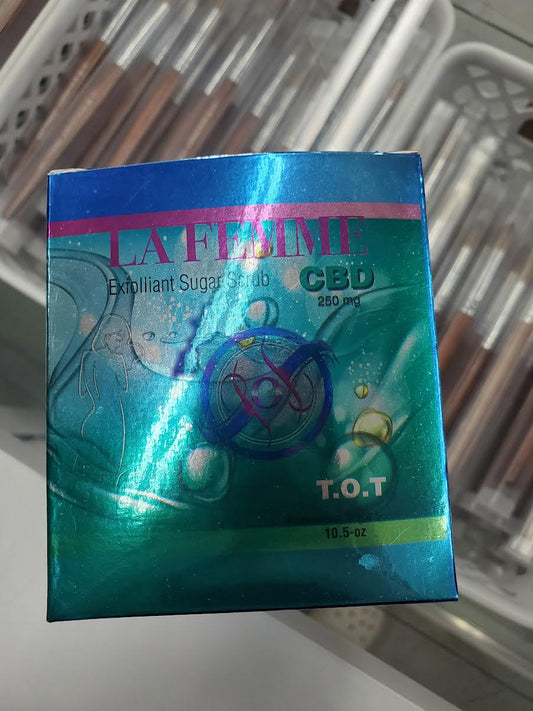 LA FEMME
Exfolliant Sugar Scrub
CBD
250 mg
T.O.T
10.5-oz